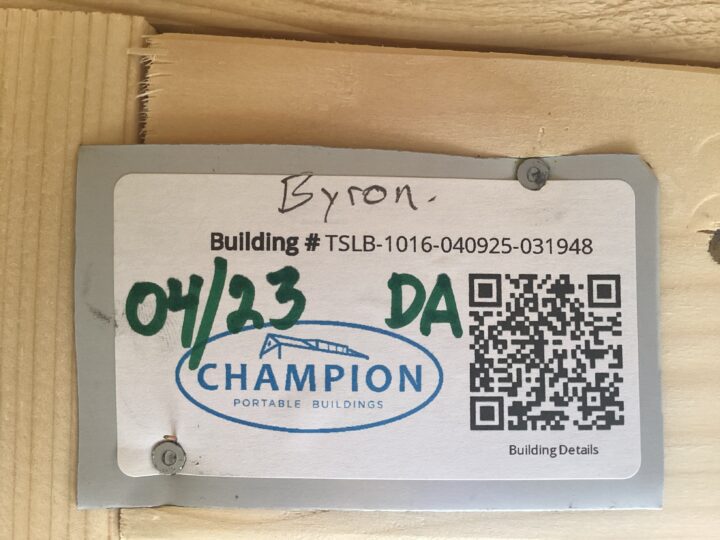 Byron.
Building # TSLB-1016-040925-031948
04/23 DA
CHAMPION
PORTABLE BUILDINGS
Building Details